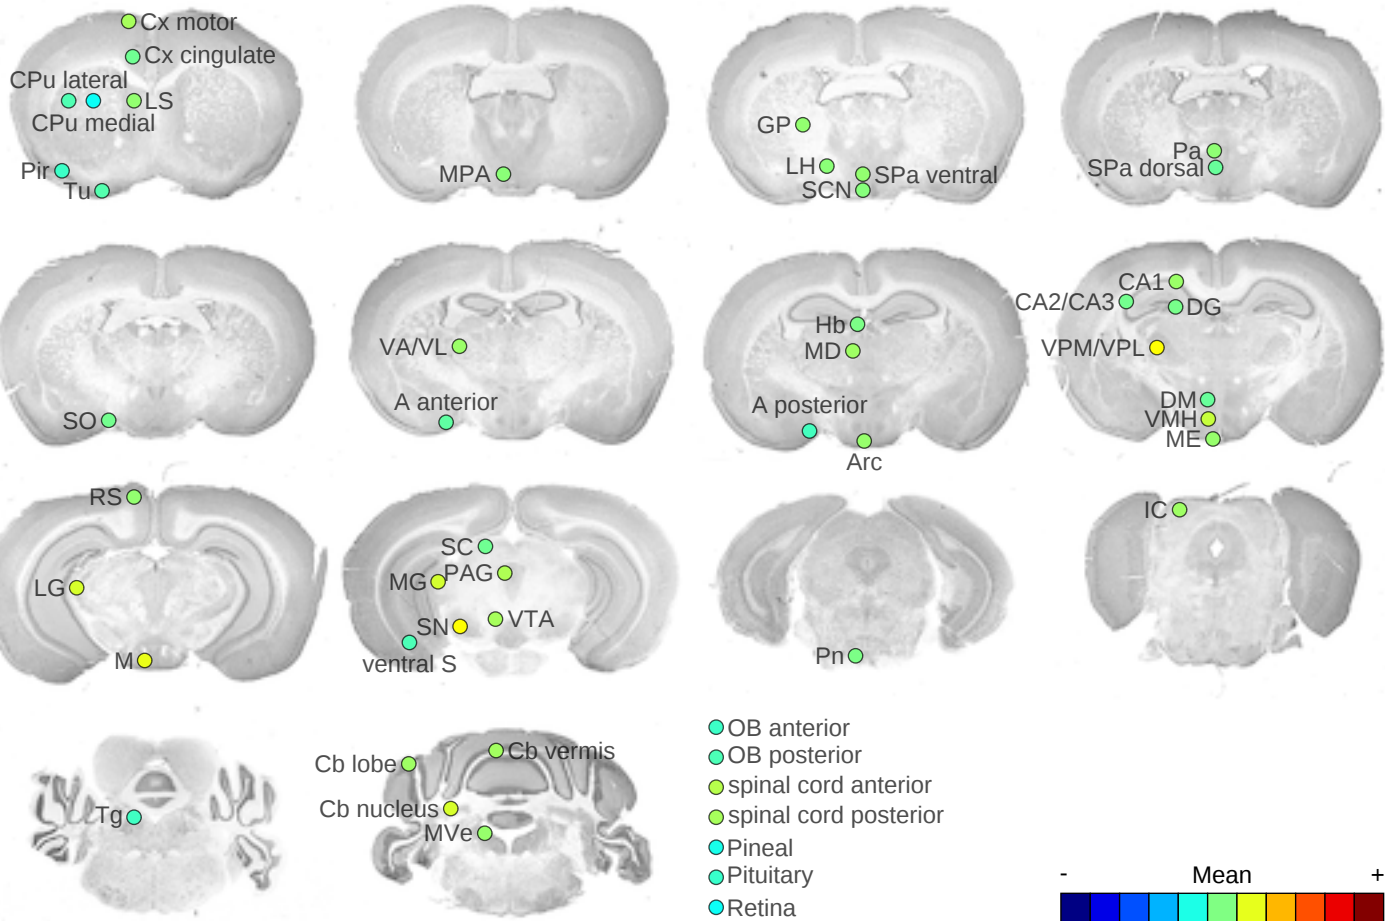 Cx motor
Cx cingulate
CPu lateral
LS
CPu medial
Pir
Tu
MPA
GP
LH
SPa ventral
SCN
Pa
SPa dorsal
SO
VA/VL
A anterior
Hb
MD
A posterior
Arc
CA1
CA2/CA3
DG
VPM/VPL
DM
VMH
ME
RS
LG
M
SC
PAG
MG
VTA
SN
ventral S
Pn
IC
Tg
Cb lobe
Cb vermis
Cb nucleus
MVe
OB anterior
OB posterior
spinal cord anterior
spinal cord posterior
Pineal
Pituitary
Retina
- Mean +